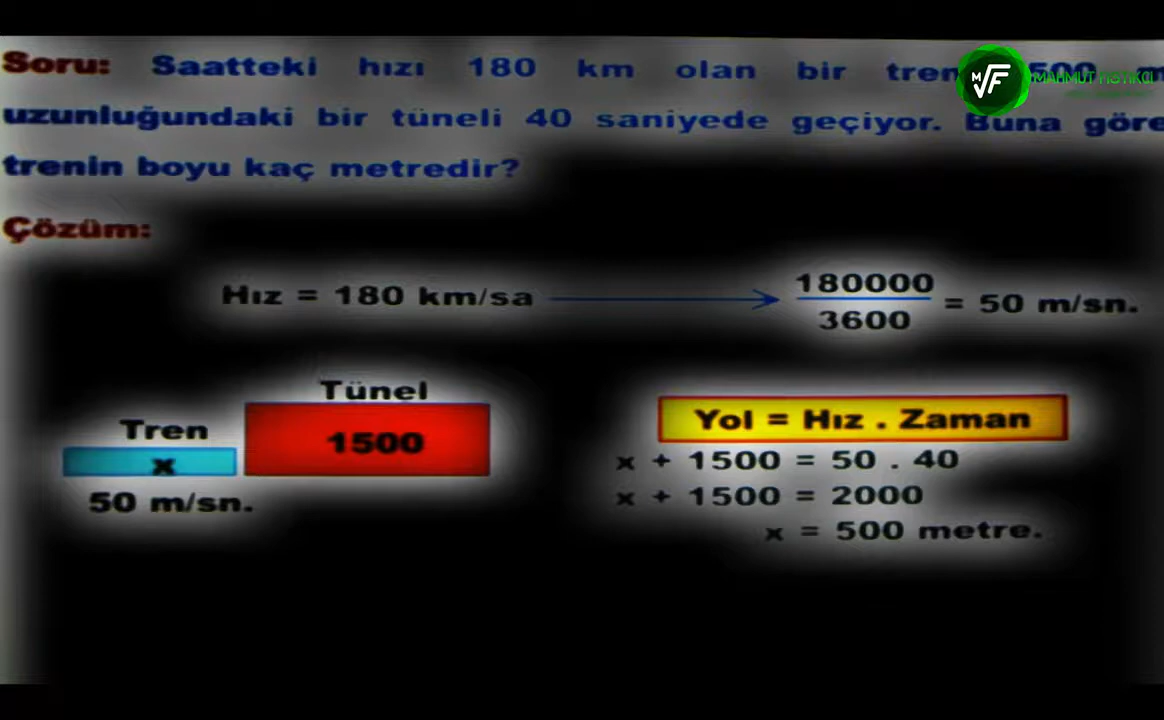 Soru: Saatteki hızı 180 km olan bir tren 500 m
uzunluğundaki bir tüneli 40 saniyede geçiyor. Buna göre
trenin boyu kaç metredir?
Çözüm:
Hız = 180 km/sa
180000
3600
= 50 m/sn.
Tünel
1500
Tren
x
50 m/sn.
Yol = Hız . Zaman
x + 1500 = 50 . 40
x + 1500 = 2000
x = 500 metre.
√F
MAHMUT